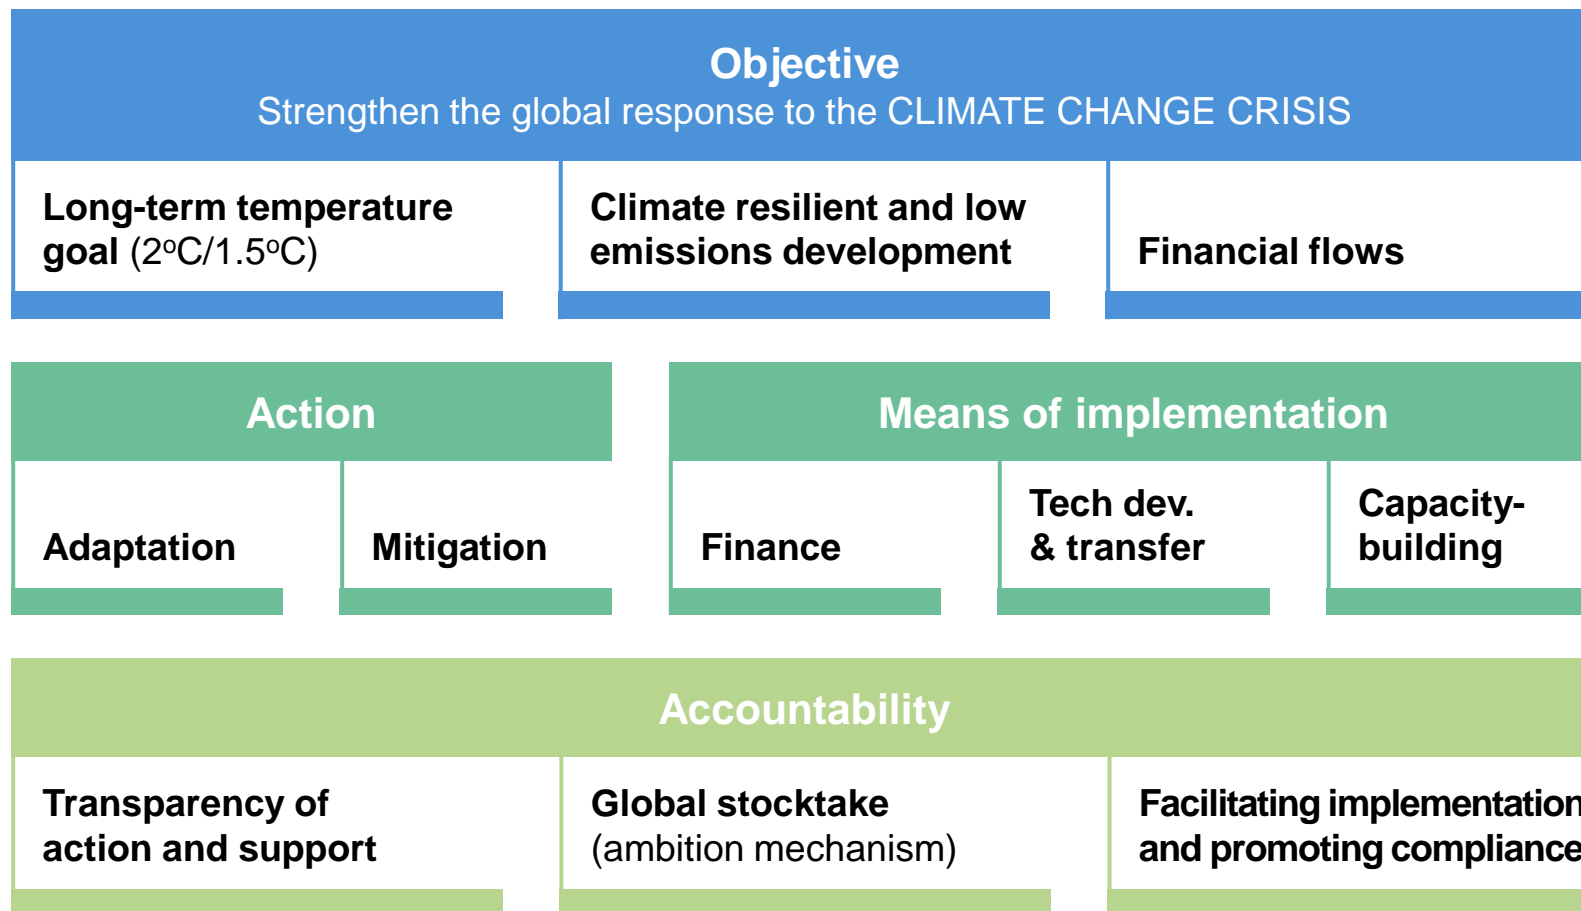 Objective
Strengthen the global response to the CLIMATE CHANGE CRISIS
Long-term temperature
goal (2ºC/1.5ºC)
Climate resilient and low
emissions development
Financial flows
Action
Means of implementation
Adaptation
Mitigation
Finance
Tech dev.
& transfer
Capacity-
building
Accountability
Transparency of
action and support
Global stocktake
(ambition mechanism)
Facilitating implementation
and promoting compliance